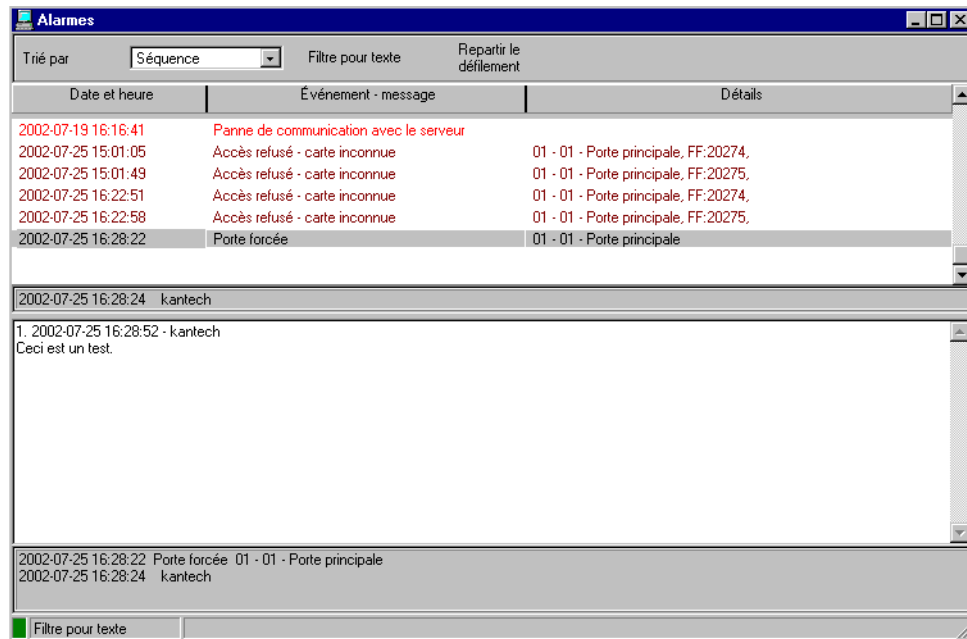 Alarmes
Trié par Séquence Filtre pour texte Repartir le défilement
Date et heure Événement - message Détails
2002-07-19 16:16:41 Panne de communication avec le serveur
2002-07-25 15:01:05 Accès refusé - carte inconnue 01 - 01 - Porte principale, FF:20274,
2002-07-25 15:01:49 Accès refusé - carte inconnue 01 - 01 - Porte principale, FF:20275,
2002-07-25 16:22:51 Accès refusé - carte inconnue 01 - 01 - Porte principale, FF:20274,
2002-07-25 16:22:58 Accès refusé - carte inconnue 01 - 01 - Porte principale, FF:20275,
2002-07-25 16:28:22 Porte forcée 01 - 01 - Porte principale
2002-07-25 16:28:24 kantech
1. 2002-07-25 16:28:52 - kantech
Ceci est un test.
2002-07-25 16:28:22 Porte forcée 01 - 01 - Porte principale
2002-07-25 16:28:24 kantech
Filtre pour texte